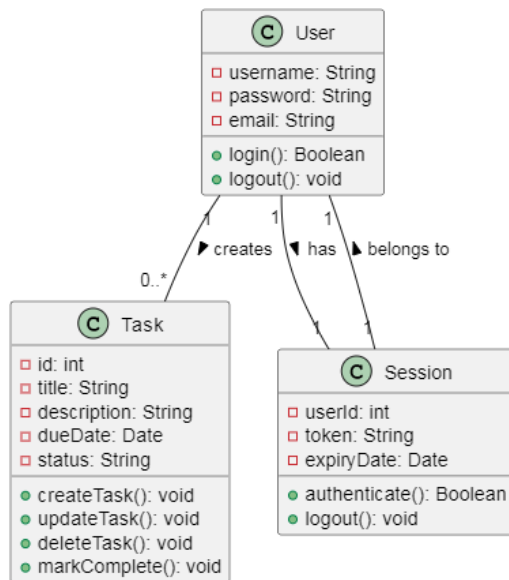 C User
username: String
password: String
email: String
login(): Boolean
logout(): void
1 1 1
creates has belongs to
0..* 1 1
C Task
id: int
title: String
description: String
dueDate: Date
status: String
createTask(): void
updateTask(): void
deleteTask(): void
markComplete(): void
C Session
userId: int
token: String
expiryDate: Date
authenticate(): Boolean
logout(): void